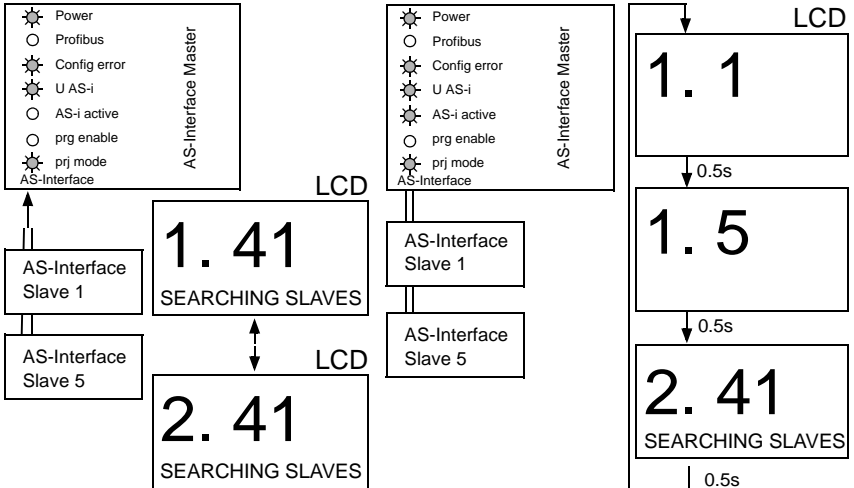 Power
Profibus
Config error
U AS-i
AS-i active
prg enable
prj mode
AS-Interface
AS-Interface Master
AS-Interface
Slave 1
AS-Interface
Slave 5
LCD
1. 41
SEARCHING SLAVES
LCD
2. 41
SEARCHING SLAVES
Power
Profibus
Config error
U AS-i
AS-i active
prg enable
prj mode
AS-Interface
AS-Interface Master
AS-Interface
Slave 1
AS-Interface
Slave 5
LCD
1. 1
0.5s
1. 5
0.5s
2. 41
SEARCHING SLAVES
0.5s